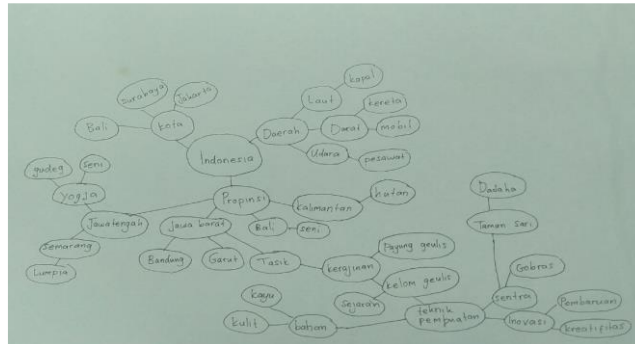 kapal
Laut
kereta
surabaya
Jakarta
Bali
kota
Daerah
Darat
mobil
Indonesia
Udara
pesawat
gudeg
seni
Yogja
Propinsi
kalimantan
hutan
Jawatengah
Jawa barat
Bali
seni
Semarang
Lumpia
Bandung
Garut
Tasik
kerajinan
Payung geulis
kelom geulis
sejarah
kayu
kulit
bahan
teknik
pembuatan
Dadaha
Taman Seri
Gobras
sentra
Inovasi
Pembaruan
kreatifitas